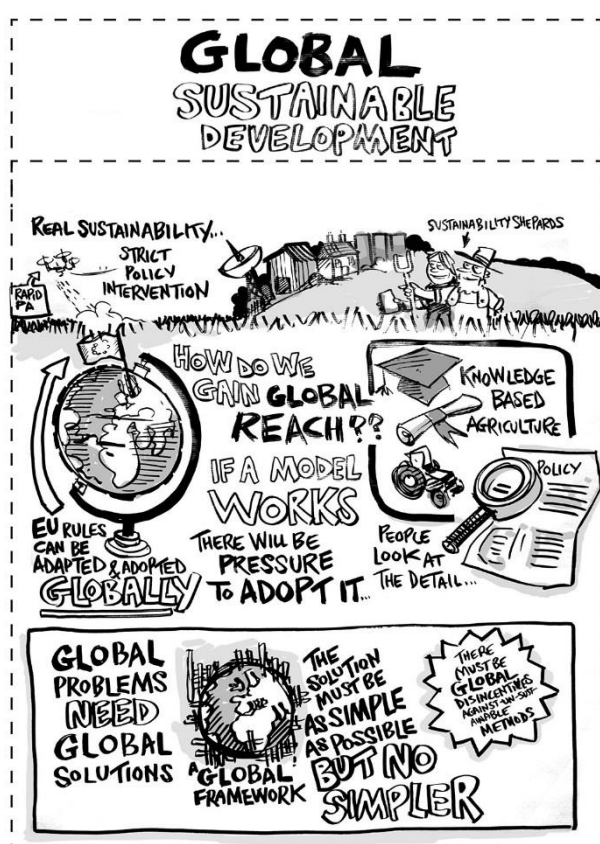 GLOBAL
SUSTAINABLE
DEVELOPMENT
REAL SUSTAINABILITY...
STRICT
POLICY
INTERVENTION
RAPID
PA
SUSTAINABILITY SHEPARDS
HOW DO WE
GAIN GLOBAL
REACH??
IF A MODEL
WORKS
THERE WILL BE
PRESSURE
TO ADOPT IT...
EU RULES
CAN BE
ADAPTED & ADOPTED
GLOBALLY
KNOWLEDGE
BASED
AGRICULTURE
POLICY
PEOPLE
LOOK AT
THE DETAIL...
GLOBAL
PROBLEMS
NEED
GLOBAL
SOLUTIONS
A GLOBAL
FRAMEWORK
THE
SOLUTION
MUST BE
AS SIMPLE
AS POSSIBLE
BUT NO
SIMPLER
THERE
MUST BE
GLOBAL
DISINCENTIVES
AGAINST UN-SUST-
AINABLE
METHODS